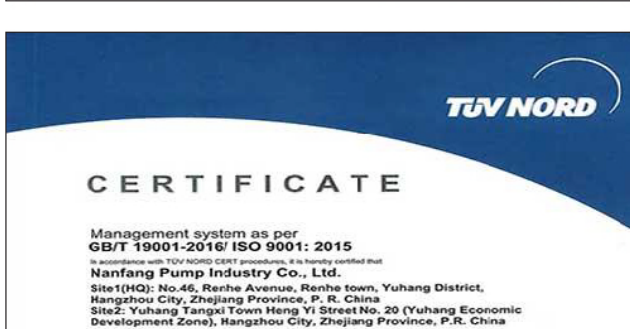 TÜV NORD
CERTIFICATE
Management system as per
GB/T 19001-2016/ ISO 9001: 2015
In accordance with TÜV NORD CERT procedures, it is hereby certified that
Nanfang Pump Industry Co., Ltd.
Site1(HQ): No.46, Renhe Avenue, Renhe town, Yuhang District,
Hangzhou City, Zhejiang Province, P. R. China
Site2: Yuhang Tangxi Town Heng Yi Street No. 20 (Yuhang Economic
Development Zone), Hangzhou City, Zhejiang Province, P.R. China